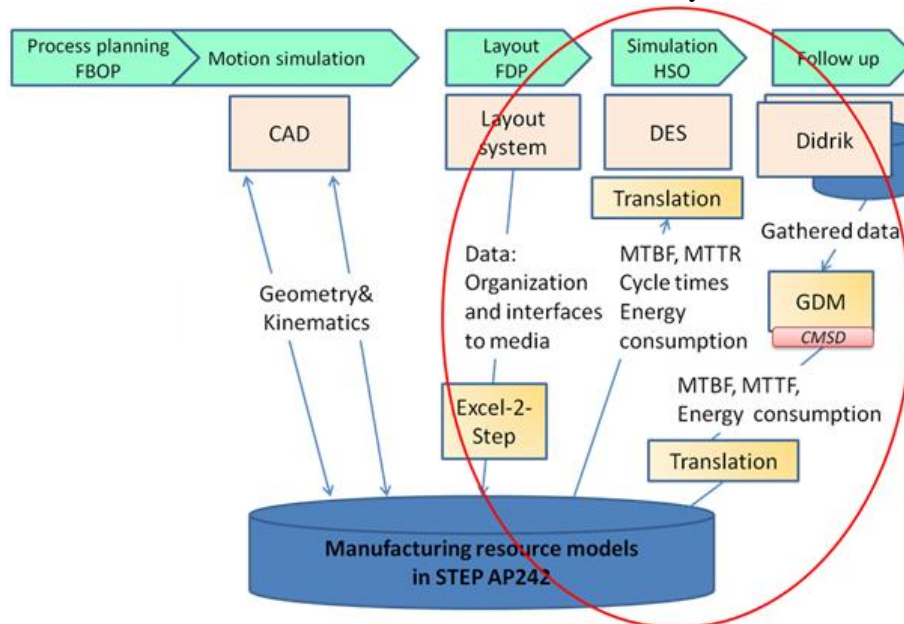 Process planning
FBOP
Motion simulation
Layout
FDP
Simulation
HSO
Follow up
CAD
Layout
system
DES
Didrik
Translation
Gathered data
Data:
Organization
and interfaces
to media
MTBF, MTTR
Cycle times
Energy
consumption
Geometry&
Kinematics
GDM
CMSD
MTBF, MTTF,
Energy consumption
Excel-2-
Step
Translation
Manufacturing resource models
in STEP AP242